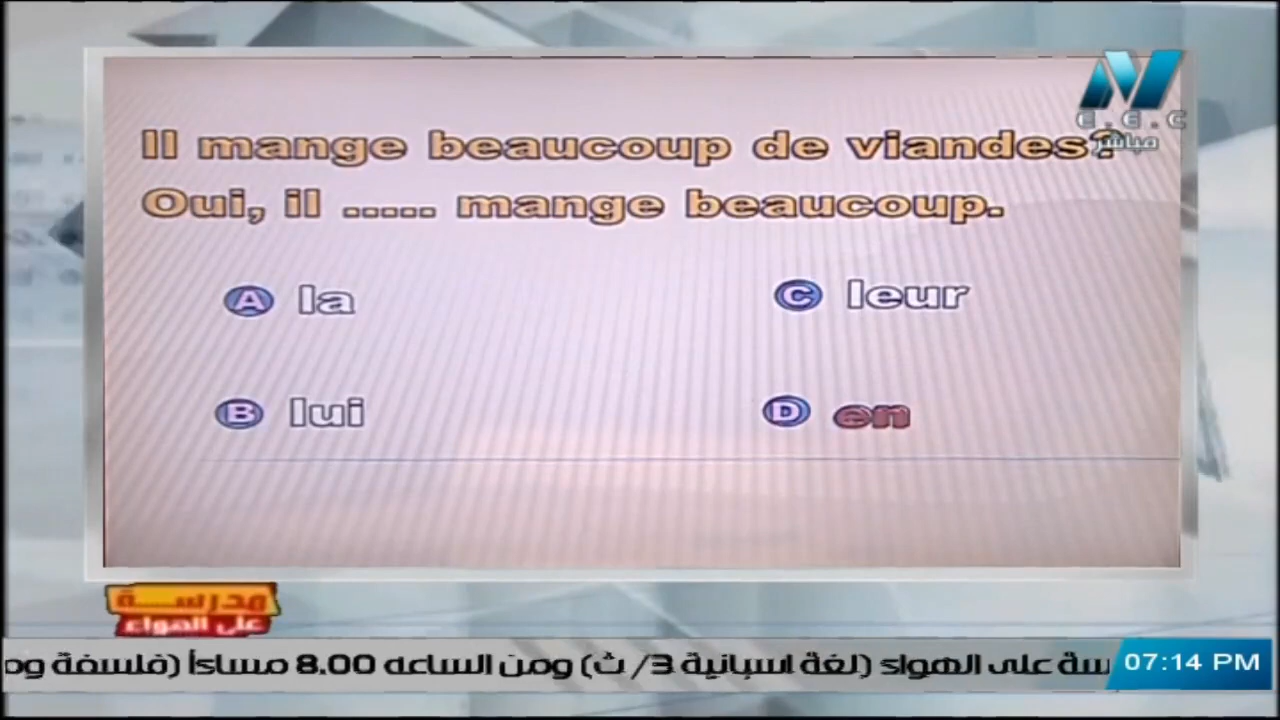 E.E.C
مباشر
Il mange beaucoup de viandes?
Oui, il ..... mange beaucoup.
A la
C leur
B lui
D en
مدرسة
على الهواء
سة على الهواء (لغة اسبانية 3/ ث) ومن الساعه 8.00 مساءاً (فلسفة
07:14 PM